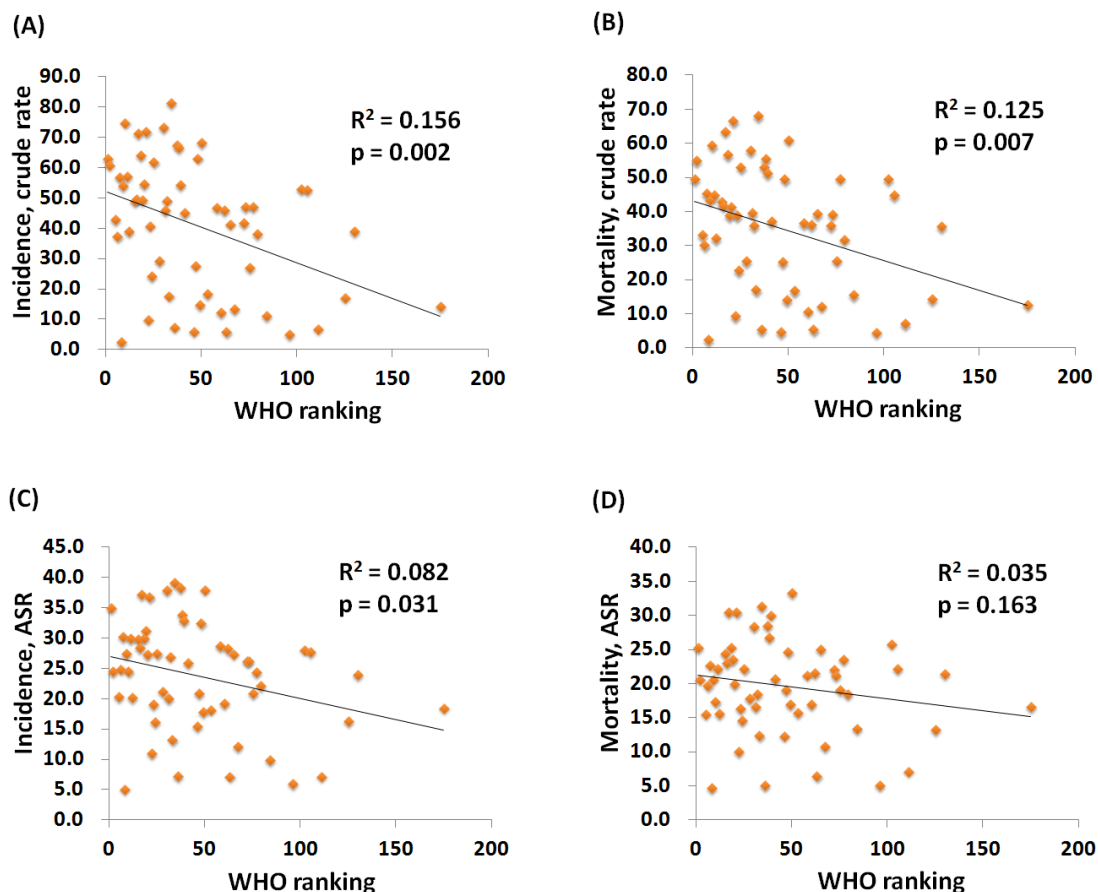 (A)
Incidence, crude rate
90.0
80.0
70.0
60.0
50.0
40.0
30.0
20.0
10.0
0.0
R² = 0.156
p = 0.002
0 50 100 150 200
WHO ranking
(B)
Mortality, crude rate
80.0
70.0
60.0
50.0
40.0
30.0
20.0
10.0
0.0
R² = 0.125
p = 0.007
0 50 100 150 200
WHO ranking
(C)
Incidence, ASR
45.0
40.0
35.0
30.0
25.0
20.0
15.0
10.0
5.0
0.0
R² = 0.082
p = 0.031
0 50 100 150 200
WHO ranking
(D)
Mortality, ASR
40.0
35.0
30.0
25.0
20.0
15.0
10.0
5.0
0.0
R² = 0.035
p = 0.163
0 50 100 150 200
WHO ranking